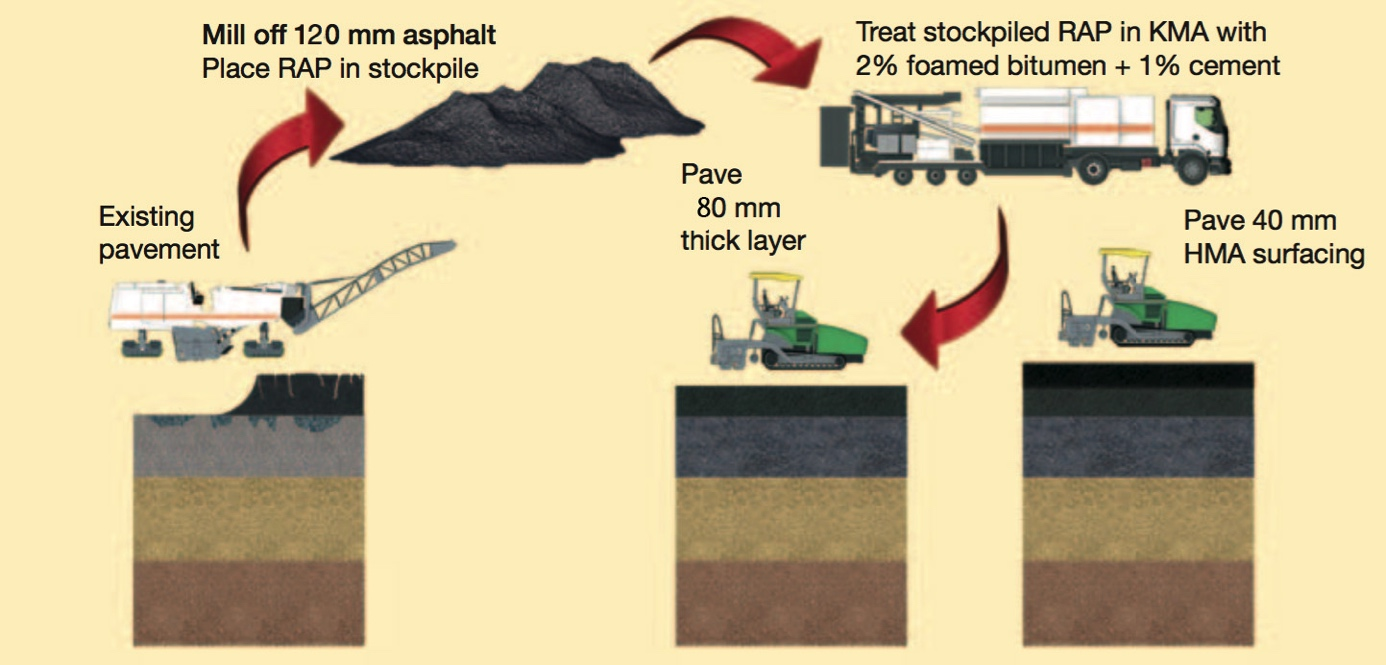 Mill off 120 mm asphalt
Place RAP in stockpile
Treat stockpiled RAP in KMA with
2% foamed bitumen + 1% cement
Existing
pavement
Pave
80 mm
thick layer
Pave 40 mm
HMA surfacing